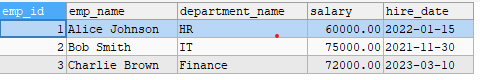 emp_id emp_name department_name salary hire_date
1 Alice Johnson HR 60000.00 2022-01-15
2 Bob Smith IT 75000.00 2021-11-30
3 Charlie Brown Finance 72000.00 2023-03-10